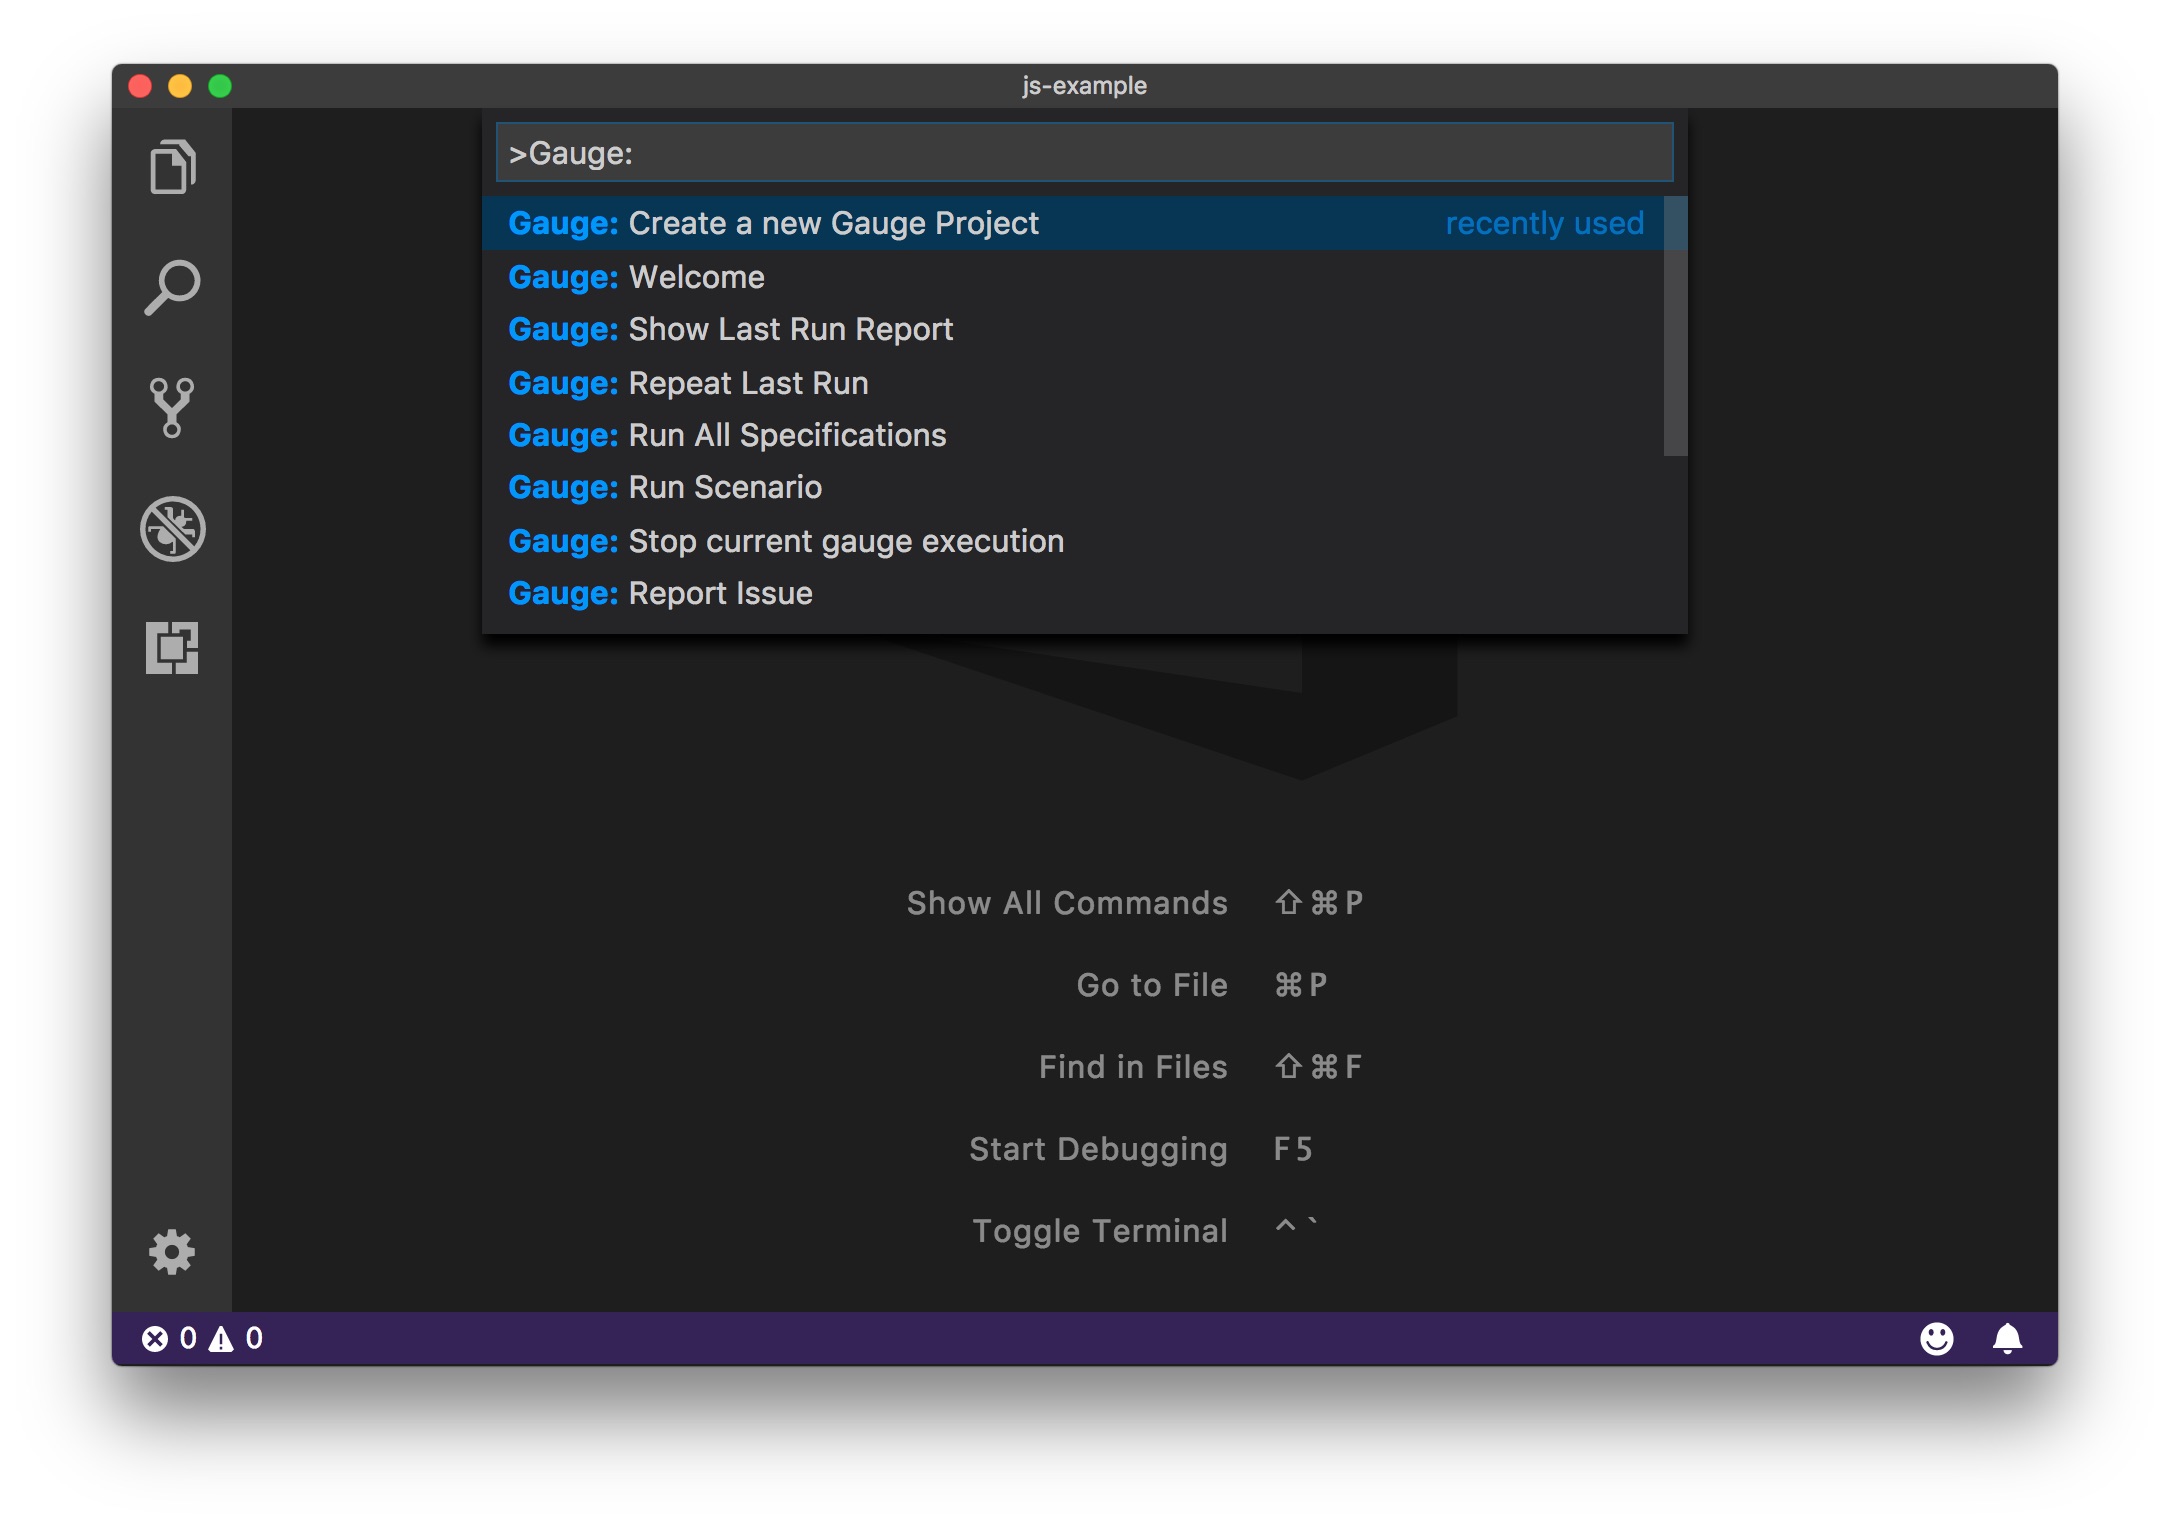 js-example
>Gauge:
Gauge: Create a new Gauge Project recently used
Gauge: Welcome
Gauge: Show Last Run Report
Gauge: Repeat Last Run
Gauge: Run All Specifications
Gauge: Run Scenario
Gauge: Stop current gauge execution
Gauge: Report Issue
Show All Commands ⇧⌘P
Go to File ⌘P
Find in Files ⇧⌘F
Start Debugging F5
Toggle Terminal ^`
0 0